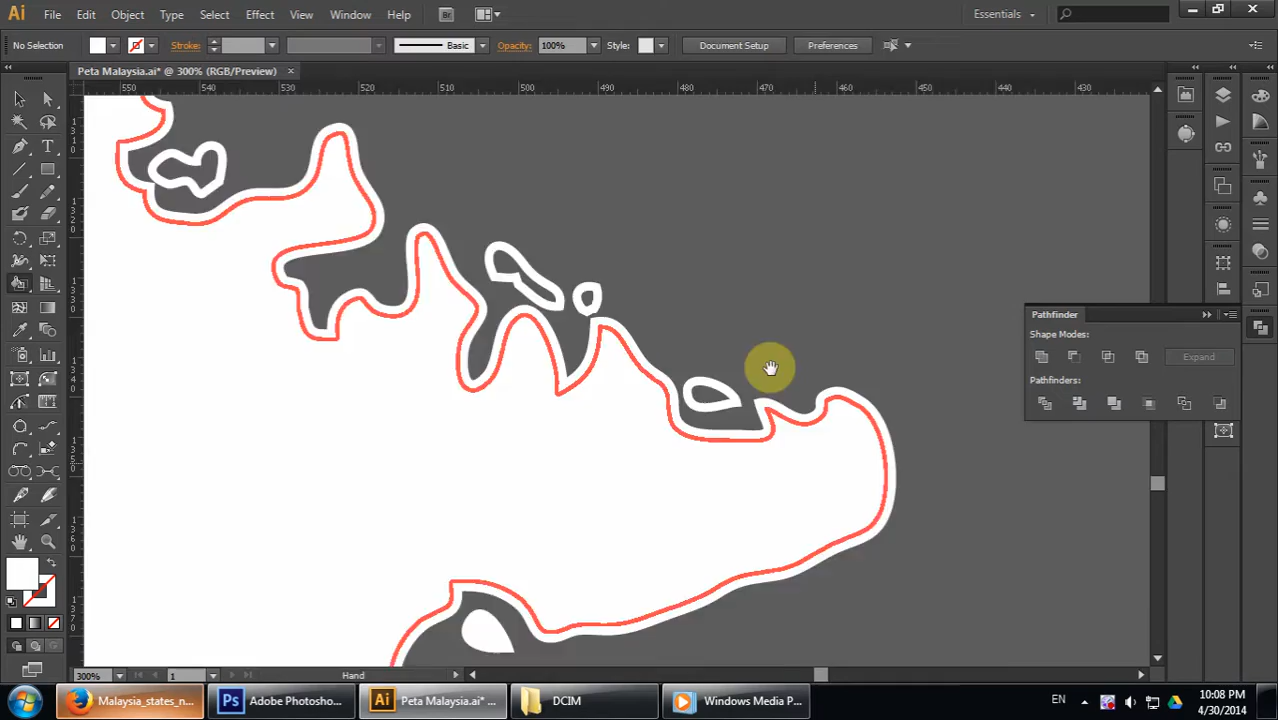 Ai File Edit Object Type Select Effect View Window Help Br Essentials
No Selection Stroke: Basic Opacity: 100% Style: Document Setup Preferences
Peta Malaysia.ai* @ 300% (RGB/Preview) ×
550 540 530 520 510 500 490 480 470 460 450 440 430
Pathfinder
Shape Modes:
Expand
Pathfinders:
300% 1 Hand
Malaysia_states_n... Ps Adobe Photosho... Ai Peta Malaysia.ai* ... DCIM Windows Media P... EN 10:08 PM
4/30/2014